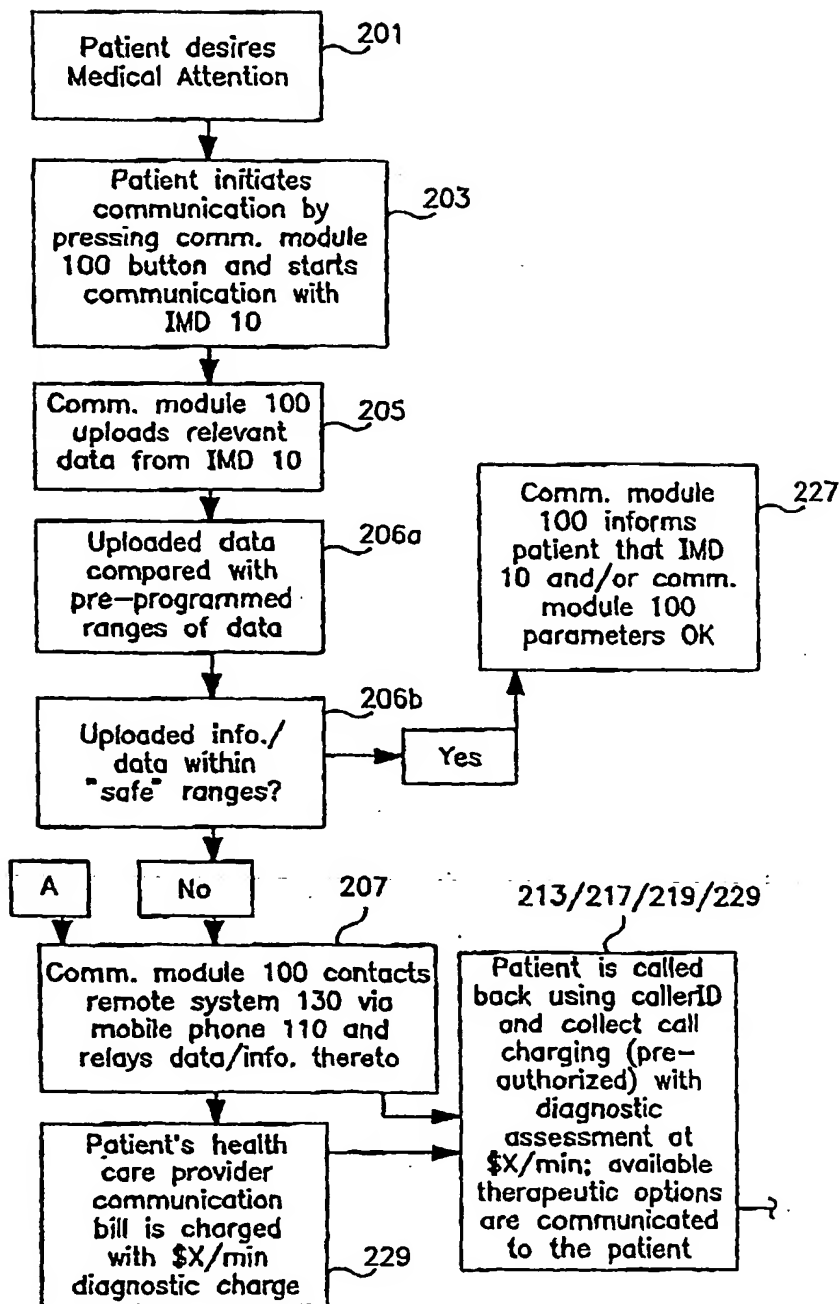 Patient desires
Medical Attention
201
Patient initiates
communication by
pressing comm. module
100 button and starts
communication with
IMD 10
203
Comm. module 100
uploads relevant
data from IMD 10
205
Uploaded data
compared with
pre-programmed
ranges of data
206a
Comm. module
100 informs
patient that IMD
10 and/or comm.
module 100
parameters OK
227
Uploaded info./
data within
"safe" ranges?
206b
Yes
A
No
207
Comm. module 100 contacts
remote system 130 via
mobile phone 110 and
relays data/info. thereto
213/217/219/229
Patient is called
back using callerID
and collect call
charging (pre-
authorized) with
diagnostic
assessment at
$X/min; available
therapeutic options
are communicated
to the patient
Patient's health
care provider
communication
bill is charged
with $X/min
diagnostic charge
229